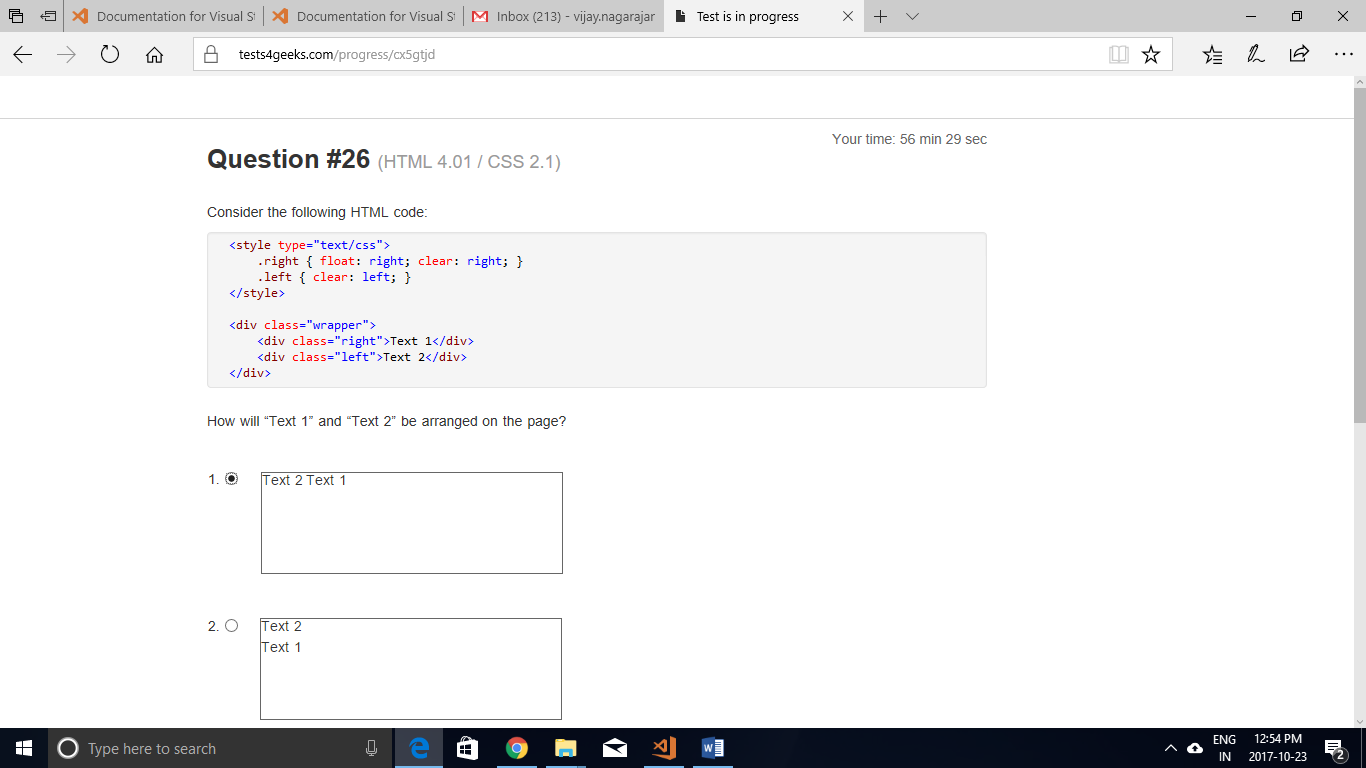 Documentation for Visual St
Documentation for Visual St
Inbox (213) - vijay.nagarajar
Test is in progress
tests4geeks.com/progress/cx5gtjd
Your time: 56 min 29 sec
Question #26 (HTML 4.01 / CSS 2.1)
Consider the following HTML code:
<style type="text/css">
.right { float: right; clear: right; }
.left { clear: left; }
</style>
<div class="wrapper">
<div class="right">Text 1</div>
<div class="left">Text 2</div>
</div>
How will “Text 1” and “Text 2” be arranged on the page?
1.
Text 2 Text 1
2.
Text 2
Text 1
Type here to search
ENG
IN
12:54 PM
2017-10-23
2